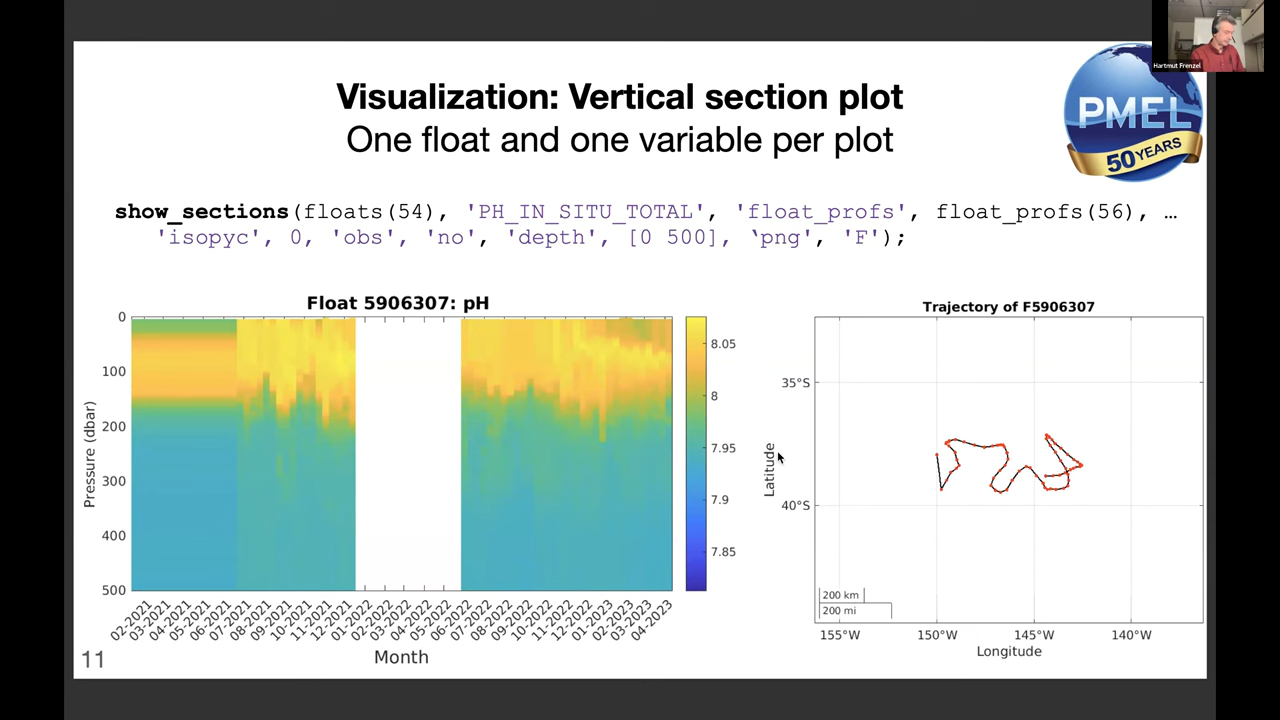 Hartmut Frenzel
Visualization: Vertical section plot
One float and one variable per plot
PMEL
50 YEARS
show_sections(floats(54), 'PH_IN_SITU_TOTAL', 'float_profs', float_profs(56), …
'isopyc', 0, 'obs', 'no', 'depth', [0 500], ‘png', 'F');
Float 5906307: pH
0
100
200
300
400
500
Pressure (dbar)
02-2021
03-2021
04-2021
05-2021
06-2021
07-2021
08-2021
09-2021
10-2021
11-2021
12-2021
01-2022
02-2022
03-2022
04-2022
05-2022
06-2022
07-2022
08-2022
09-2022
10-2022
11-2022
12-2022
01-2023
02-2023
03-2023
04-2023
Month
8.05
8
7.95
7.9
7.85
Trajectory of F5906307
35°S
40°S
Latitude
200 km
200 mi
155°W
150°W
145°W
140°W
Longitude
11